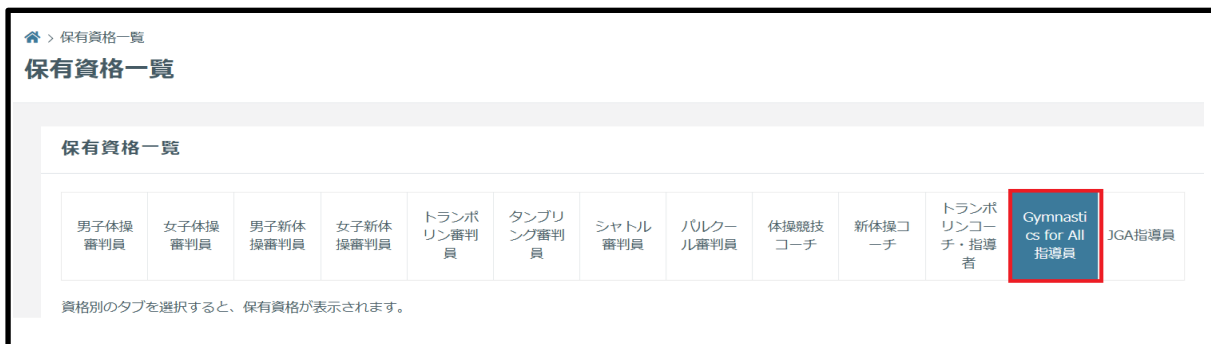 > 保有資格一覧
保有資格一覧
保有資格一覧
男子体操
審判員
女子体操
審判員
男子新体
操審判員
女子新体
操審判員
トランポ
リン審判
員
タンブリ
ング審判
員
シャトル
審判員
パルクー
ル審判員
体操競技
コーチ
新体操コ
ーチ
トランポ
リンコー
チ・指導
者
Gymnasti
cs for All
指導員
JGA指導員
資格別のタブを選択すると、保有資格が表示されます。